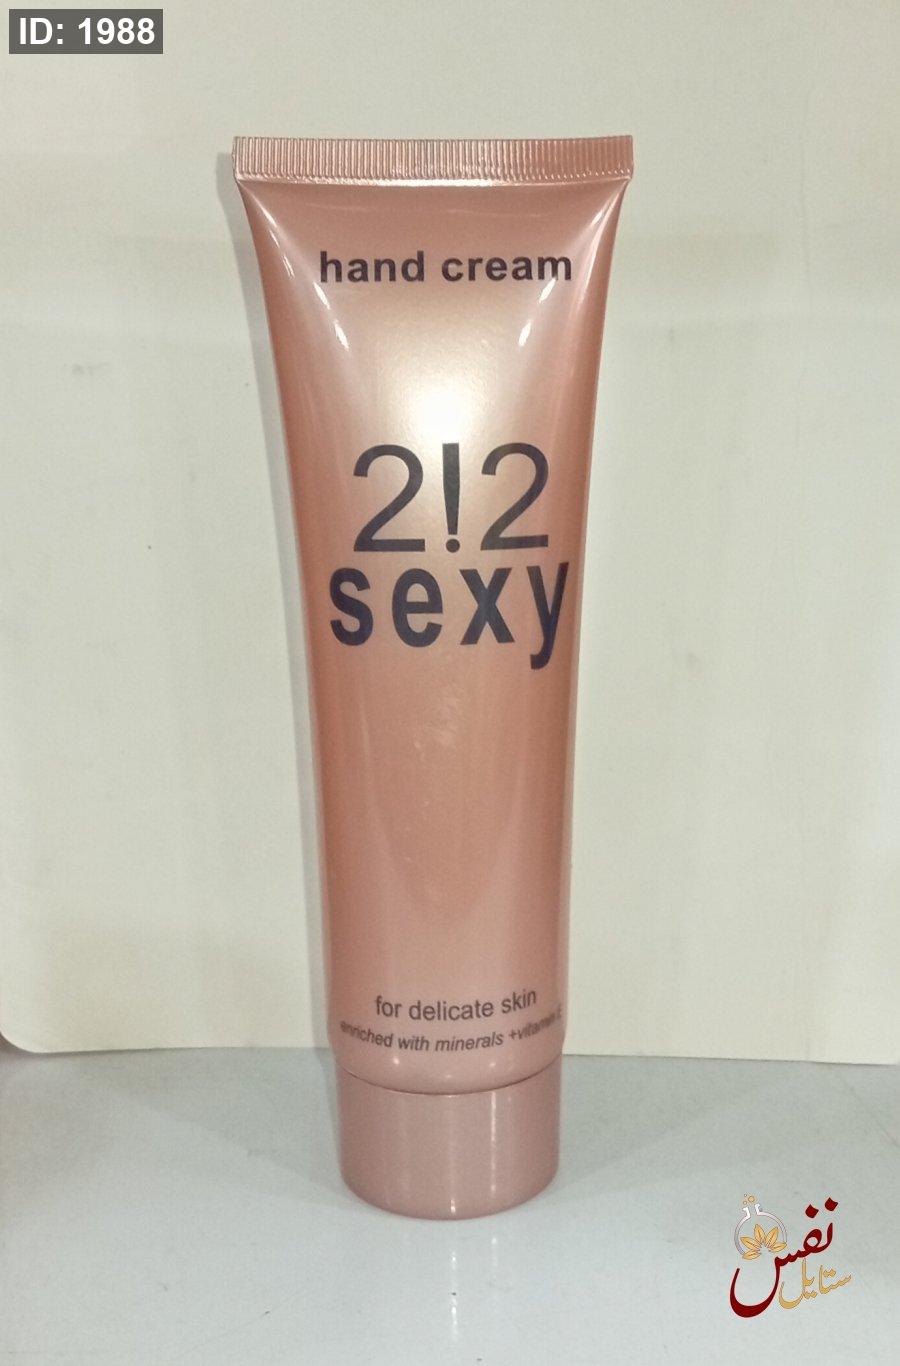 ID: 1988
hand cream
2!2
sexy
for delicate skin
enriched with minerals +vitamin E
نفس
ستایل